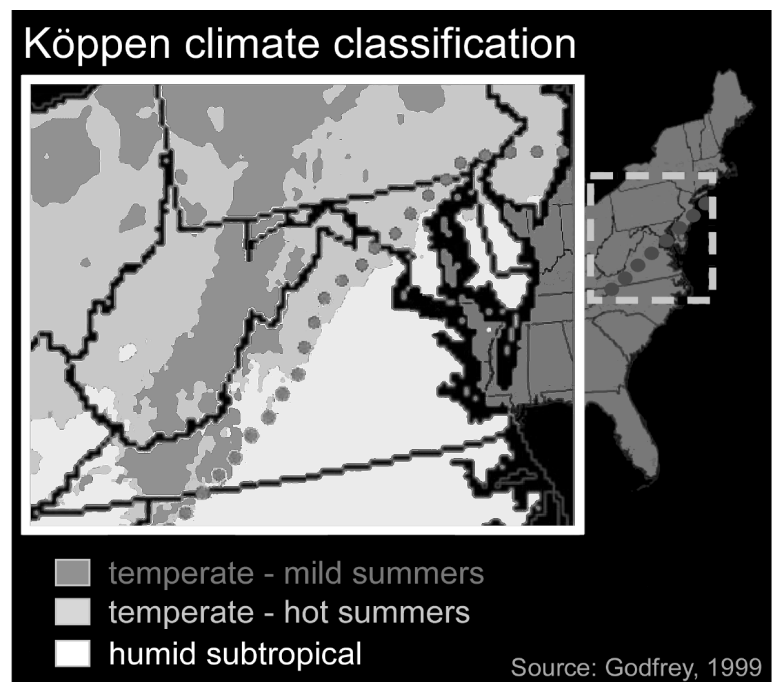 Köppen climate classification
temperate - mild summers
temperate - hot summers
humid subtropical
Source: Godfrey, 1999